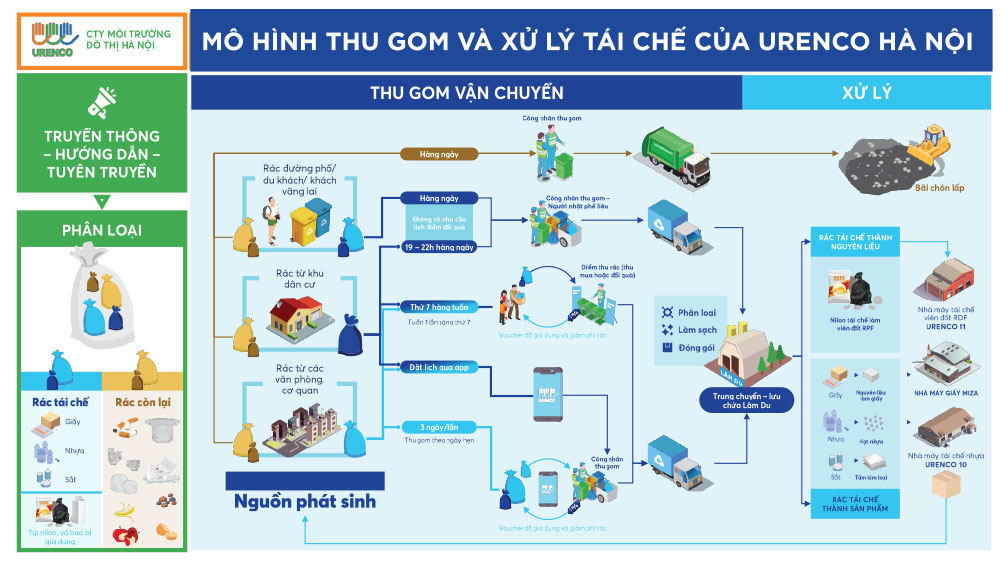 URENCO
CTY MÔI TRƯỜNG
DÔ THỊ HÀ NỘI
MÔ HÌNH THU GOM VÀ XỬ LÝ TÁI CHẾ CỦA URENCO HÀ NỘI
TRUYỀN THÔNG
– HƯỚNG DẪN –
TUYÊN TRUYỀN
PHÂN LOẠI
Rác tái chế
Giấy
Nhựa
Sắt
Túi nilon, vỏ bao bì
gia dụng
Rác còn lại
THU GOM VẬN CHUYỂN
XỬ LÝ
Công nhân thu gom
Hàng ngày
Bãi chôn lấp
Rác đường phố/
du khách/ khách
vãng lai
Hàng ngày
Không có nhu cầu
tích điểm đổi quà
19 – 22h hàng ngày
Công nhân thu gom –
Người nhặt phế liệu
Rác từ khu
dân cư
Thứ 7 hàng tuần
Tuần 1 lần sáng thứ 7
Điểm thu rác (thu
mua hoặc đổi quà)
Voucher đồ gia dụng và giảm phí rác
Rác từ các
văn phòng,
cơ quan
Đặt lịch qua app
URENCO
3 ngày/lần
Thu gom theo ngày hẹn
Công nhân
thu gom
Voucher đồ gia dụng và giảm phí rác
Nguồn phát sinh
Phân loại
Làm sạch
Đóng gói
LÂM DU
Trung chuyển – lưu
chứa Lâm Du
RÁC TÁI CHẾ THÀNH
NGUYÊN LIỆU
Nilon tái chế làm
viên đốt RPF
Giấy
Nguyên liệu
làm giấy
Nhựa
Hạt nhựa
Sắt
Tấm kim loại
RÁC TÁI CHẾ
THÀNH SẢN PHẨM
Nhà máy tái chế
viên đốt RDF
URENCO 11
NHÀ MÁY GIẤY MIZA
Nhà máy tái chế nhựa
URENCO 10